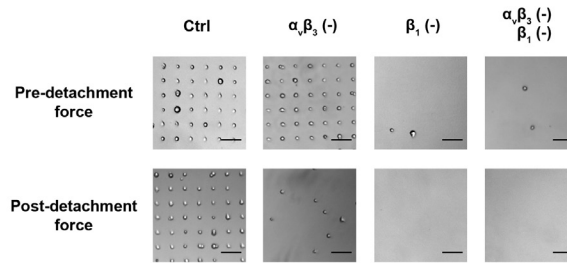 Ctrl
αvβ3 (-)
β1 (-)
αvβ3 (-)
β1 (-)
Pre-detachment
force
Post-detachment
force